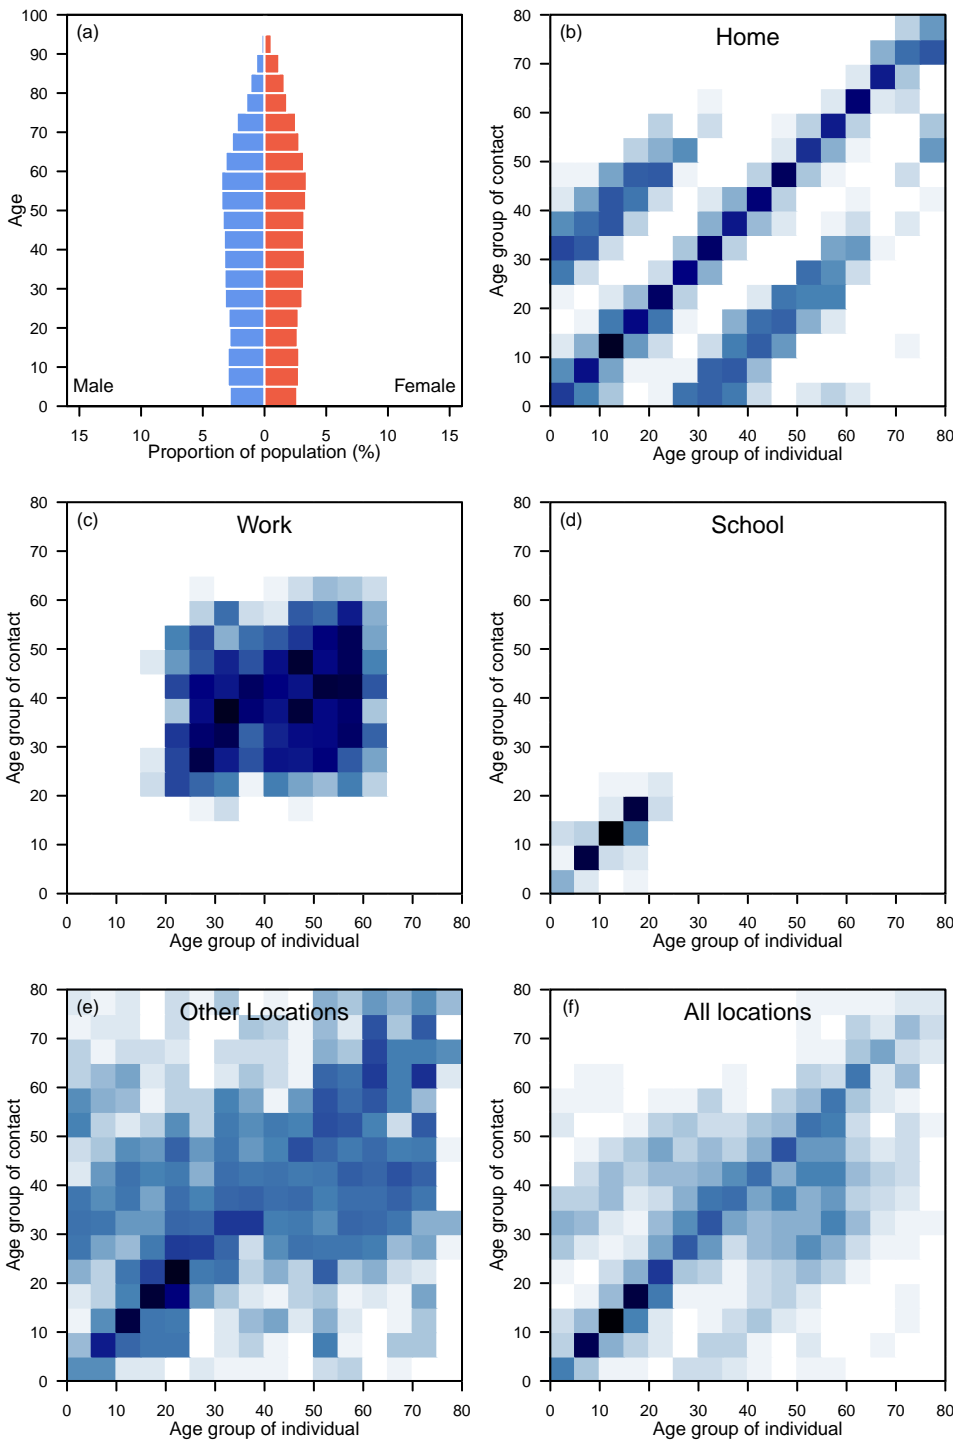 (a)
Age
90
80
70
60
50
40
30
20
10
0
Male
Female
15 10 5 0 5 10 15
Proportion of population (%)
(b)
Home
Age group of contact
80
70
60
50
40
30
20
10
0
0 10 20 30 40 50 60 70 80
Age group of individual
(c)
Work
Age group of contact
80
70
60
50
40
30
20
10
0
0 10 20 30 40 50 60 70 80
Age group of individual
(d)
School
Age group of contact
80
70
60
50
40
30
20
10
0
0 10 20 30 40 50 60 70 80
Age group of individual
(e)
Other Locations
Age group of contact
80
70
60
50
40
30
20
10
0
0 10 20 30 40 50 60 70 80
Age group of individual
(f)
All locations
Age group of contact
80
70
60
50
40
30
20
10
0
0 10 20 30 40 50 60 70 80
Age group of individual